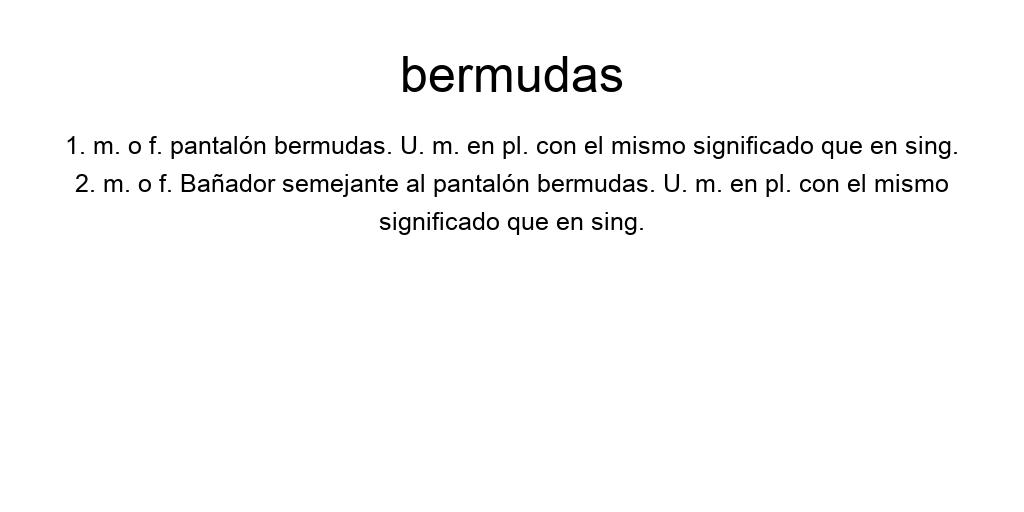 bermudas
1. m. o f. pantalón bermudas. U. m. en pl. con el mismo significado que en sing.
2. m. o f. Bañador semejante al pantalón bermudas. U. m. en pl. con el mismo
significado que en sing.